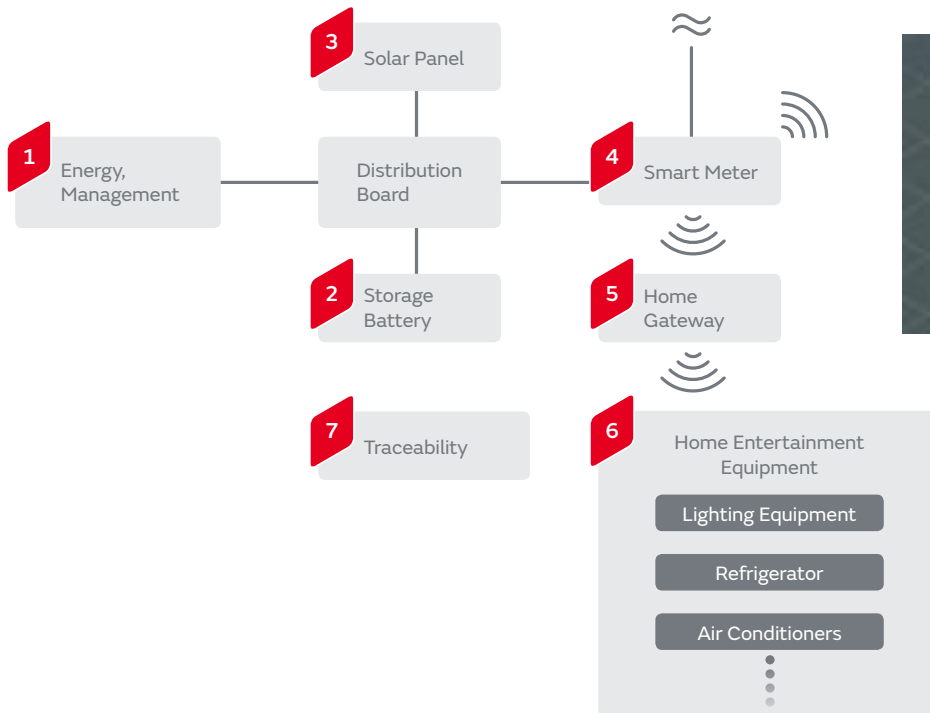 3
Solar Panel
1
Energy,
Management
Distribution
Board
4
Smart Meter
2
Storage
Battery
5
Home
Gateway
7
Traceability
6
Home Entertainment
Equipment
Lighting Equipment
Refrigerator
Air Conditioners